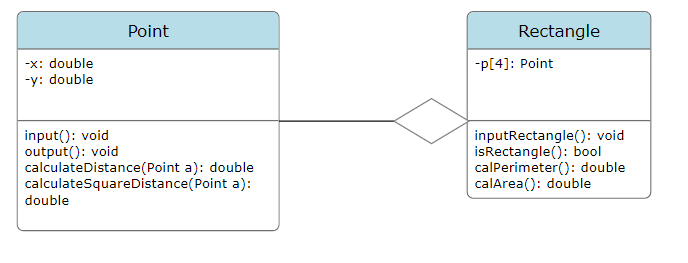 Point
-x: double
-y: double
input(): void
output(): void
calculateDistance(Point a): double
calculateSquareDistance(Point a):
double
Rectangle
-p[4]: Point
inputRectangle(): void
isRectangle(): bool
calPerimeter(): double
calArea(): double